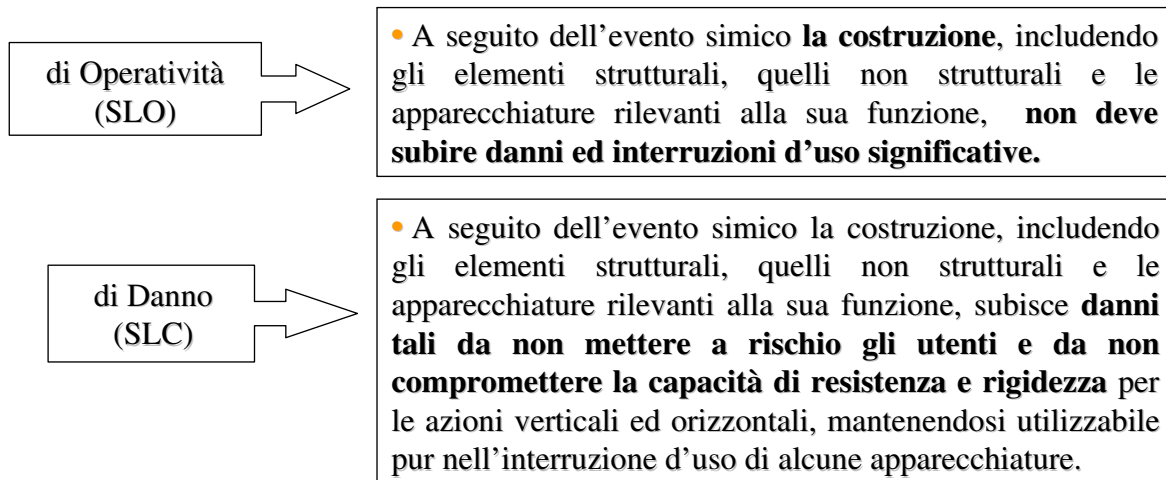 di Operatività
(SLO)
• A seguito dell’evento simico la costruzione, includendo
gli elementi strutturali, quelli non strutturali e le
apparecchiature rilevanti alla sua funzione, non deve
subire danni ed interruzioni d’uso significative.
di Danno
(SLC)
• A seguito dell’evento simico la costruzione, includendo
gli elementi strutturali, quelli non strutturali e le
apparecchiature rilevanti alla sua funzione, subisce danni
tali da non mettere a rischio gli utenti e da non
compromettere la capacità di resistenza e rigidezza per
le azioni verticali ed orizzontali, mantenendosi utilizzabile
pur nell’interruzione d’uso di alcune apparecchiature.